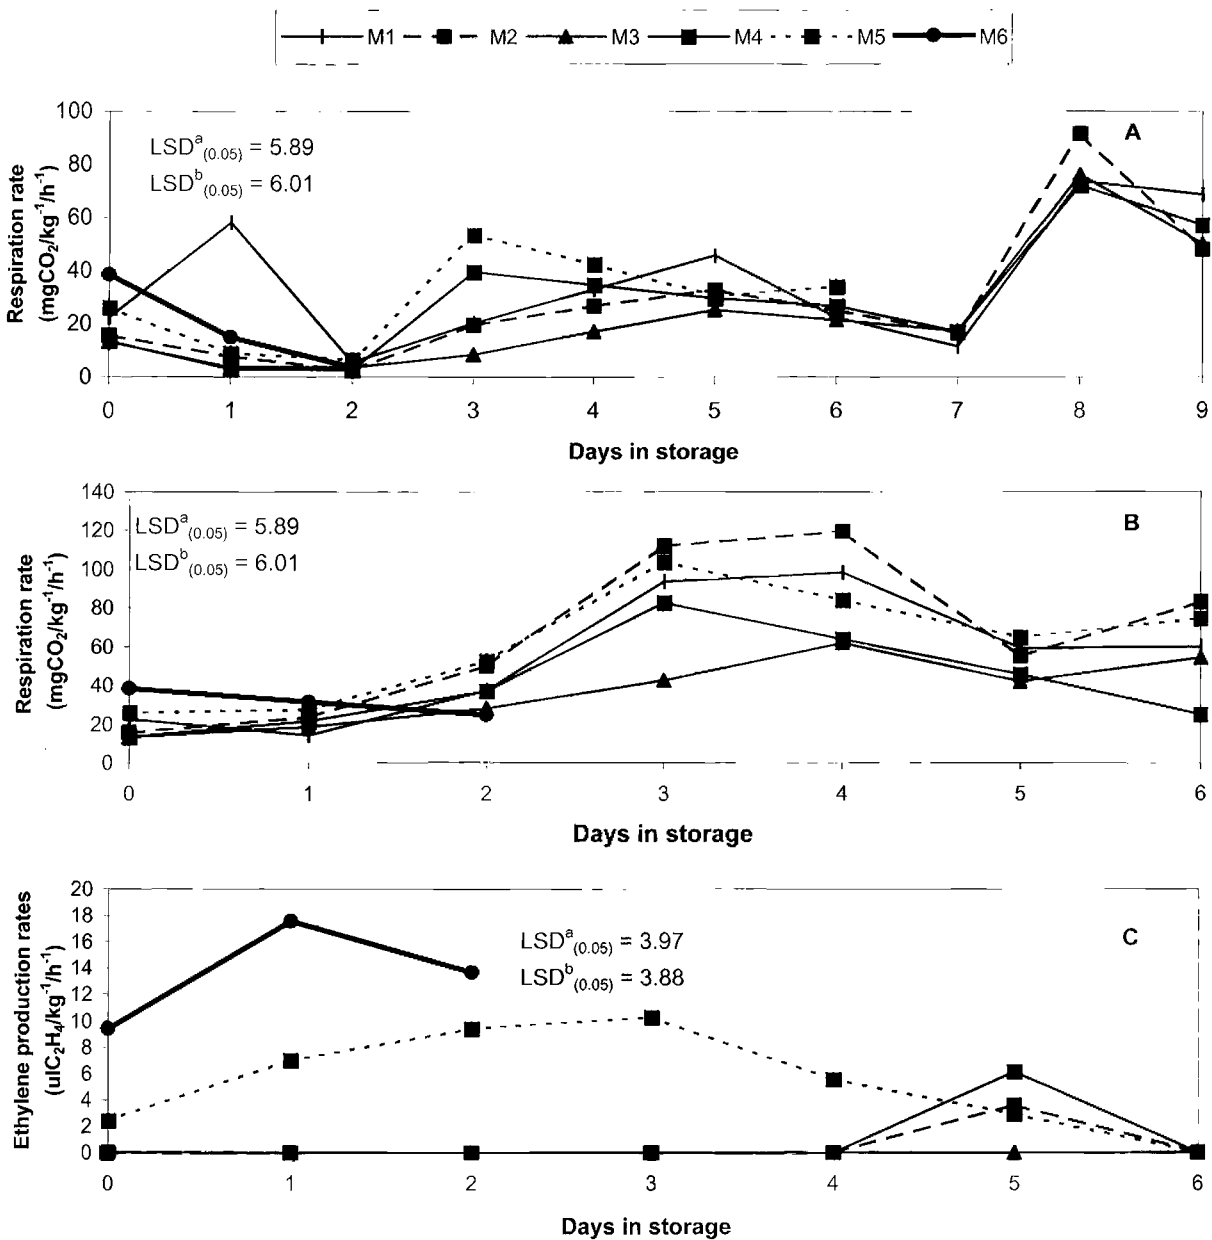 M1 M2 M3 M4 M5 M6
A
LSDa(0.05) = 5.89
LSDb(0.05) = 6.01
Respiration rate
(mgCO2/kg-1/h-1)
100
80
60
40
20
0
0 1 2 3 4 5 6 7 8 9
Days in storage
B
LSDa(0.05) = 5.89
LSDb(0.05) = 6.01
Respiration rate
(mgCO2/kg-1/h-1)
140
120
100
80
60
40
20
0
0 1 2 3 4 5 6
Days in storage
C
LSDa(0.05) = 3.97
LSDb(0.05) = 3.88
Ethylene production rates
(ulC2H4/kg-1/h-1)
20
18
16
14
12
10
8
6
4
2
0
0 1 2 3 4 5 6
Days in storage